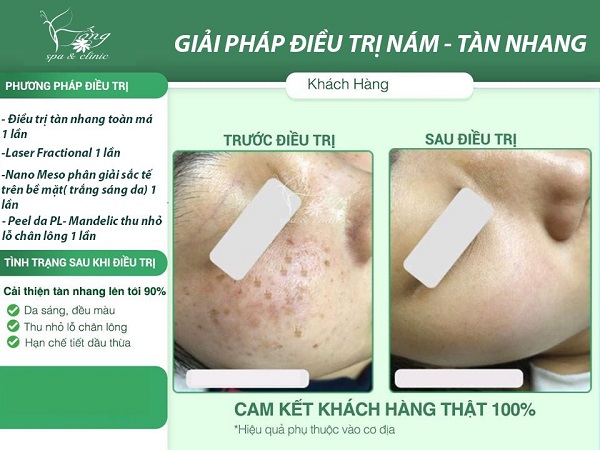 Hồng
spa & clinic
GIẢI PHÁP ĐIỀU TRỊ NÁM - TÀN NHANG
PHƯƠNG PHÁP ĐIỀU TRỊ
Khách Hàng
- Điều trị tàn nhang toàn má
1 lần
-Laser Fractional 1 lần
-Nano Meso phân giải sắc tế
trên bề mặt( trắng sáng da) 1
lần
- Peel da PL- Mandelic thu nhỏ
lỗ chân lông 1 lần
TÌNH TRẠNG SAU KHI ĐIỀU TRỊ
Cải thiện tàn nhang lên tói 90%
Da sáng, đều màu
Thu nhỏ lỗ chân lông
Hạn chế tiết dầu thừa
TRƯỚC ĐIỀU TRỊ
SAU ĐIỀU TRỊ
CAM KẾT KHÁCH HÀNG THẬT 100%
*Hiệu quả phụ thuộc vào cơ địa